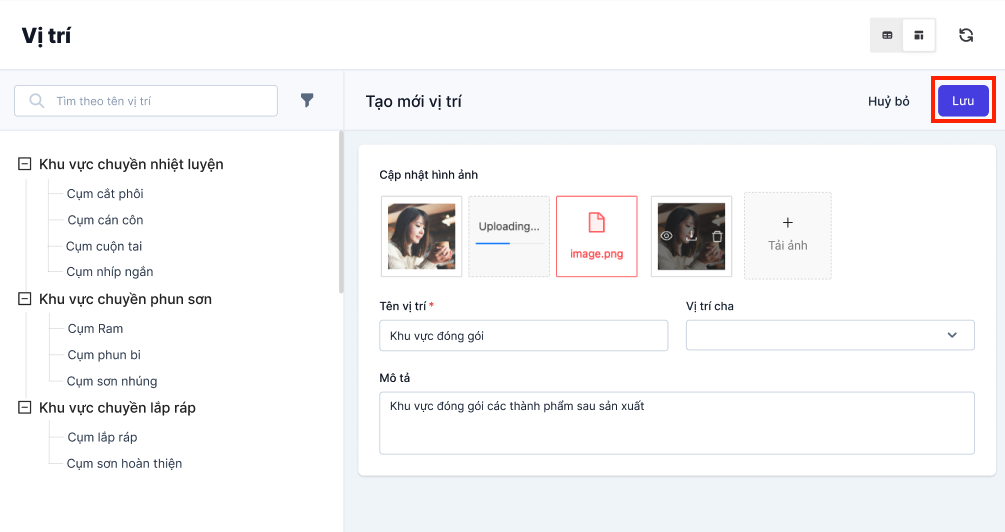 Vị trí
Tìm theo tên vị trí
Khu vực chuyền nhiệt luyện
Cụm cắt phôi
Cụm cán côn
Cụm cuộn tai
Cụm nhíp ngắn
Khu vực chuyền phun sơn
Cụm Ram
Cụm phun bi
Cụm sơn nhúng
Khu vực chuyền lắp ráp
Cụm lắp ráp
Cụm sơn hoàn thiện
Tạo mới vị trí
Huỷ bỏ
Lưu
Cập nhật hình ảnh
Uploading...
image.png
+
Tải ảnh
Tên vị trí *
Vị trí cha
Khu vực đóng gói
Mô tả
Khu vực đóng gói các thành phẩm sau sản xuất